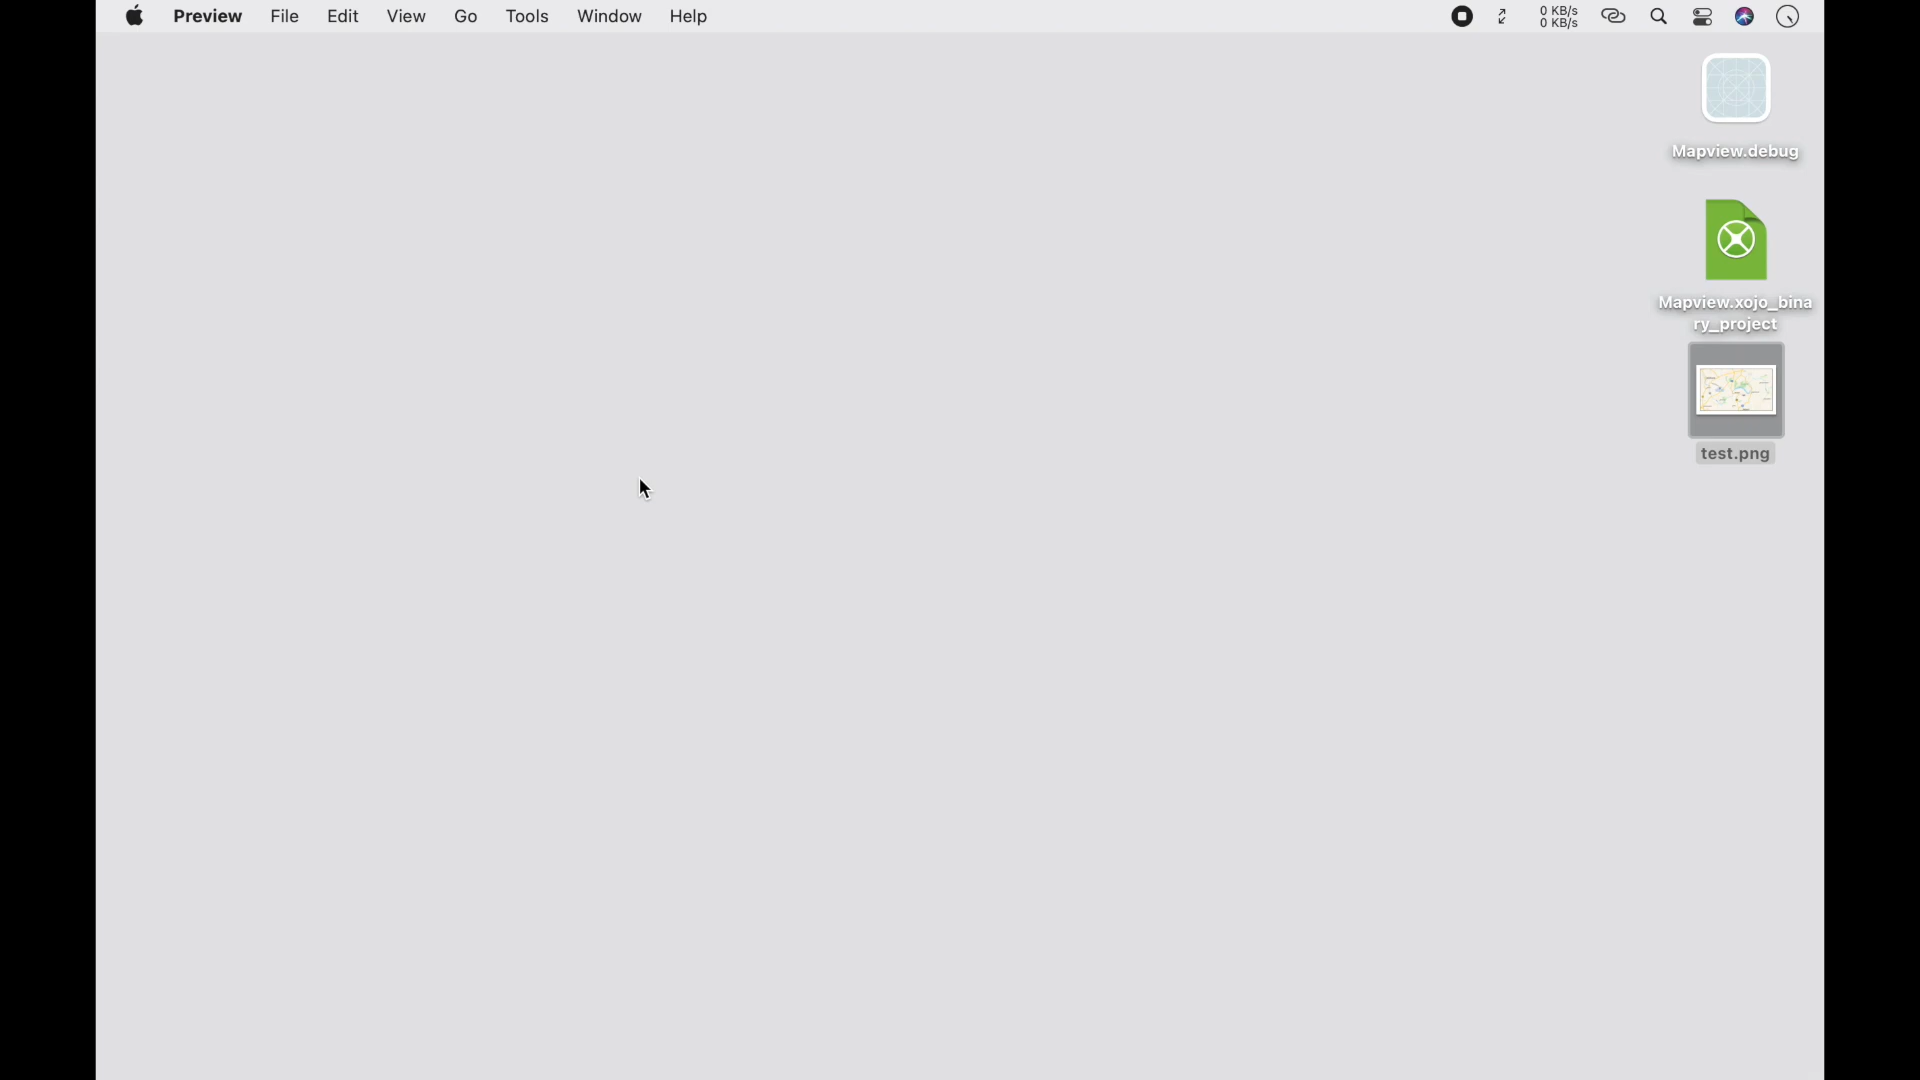 Preview File Edit View Go Tools Window Help
0 KB/s
0 KB/s
Mapview.debug
Mapview.xojo_bina
ry_project
test.png